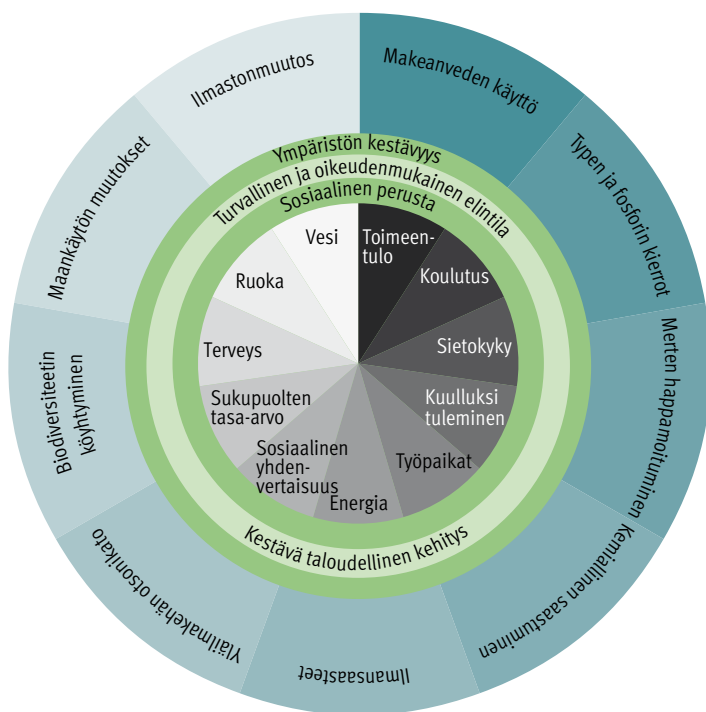 Ilmastonmuutos
Makeanveden käyttö
Typen ja fosforin kierrot
Merten happamoituminen
Kemiallinen saastuminen
Ilmansaasteet
Yläilmakehän otsonikato
Biodiversiteetin
köyhtyminen
Maankäytön muutokset
Ympäristön kestävyys
Turvallinen ja oikeudenmukainen elintila
Sosiaalinen perusta
Vesi
Toimeen-
tulo
Koulutus
Sietokyky
Kuulluksi
tuleminen
Työpaikat
Energia
Sosiaalinen
yhden-
vertaisuus
Sukupuolten
tasa-arvo
Terveys
Ruoka
Kestävä taloudellinen kehitys